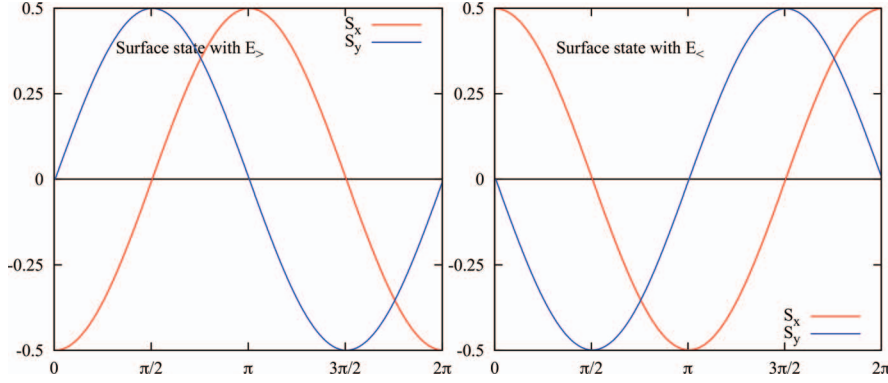 0.5
0.25
0
-0.25
-0.5
0
π/2
π
3π/2
2π
Surface state with E>
Sx
Sy
0.5
0.25
0
-0.25
-0.5
0
π/2
π
3π/2
2π
Surface state with E<
Sx
Sy